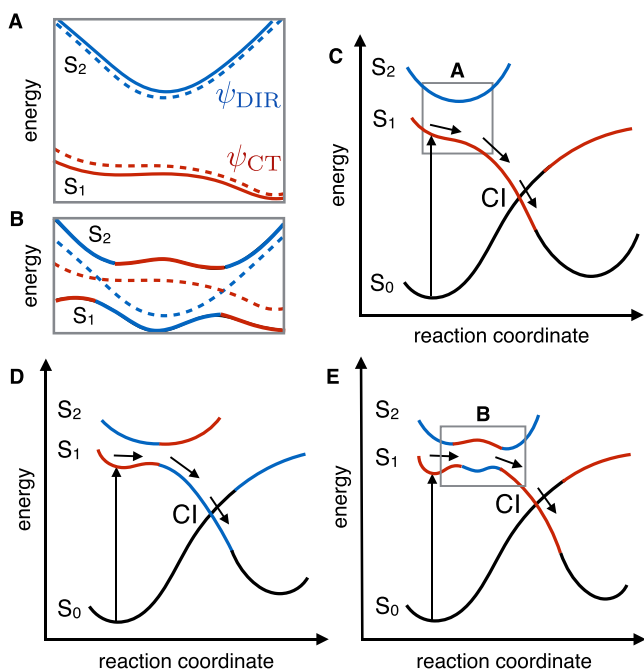 A
S₂
ψDIR
ψCT
S₁
energy
B
S₂
S₁
energy
C
S₂
A
S₁
CI
S₀
energy
reaction coordinate
D
S₂
S₁
CI
S₀
energy
reaction coordinate
E
S₂
B
S₁
CI
S₀
energy
reaction coordinate